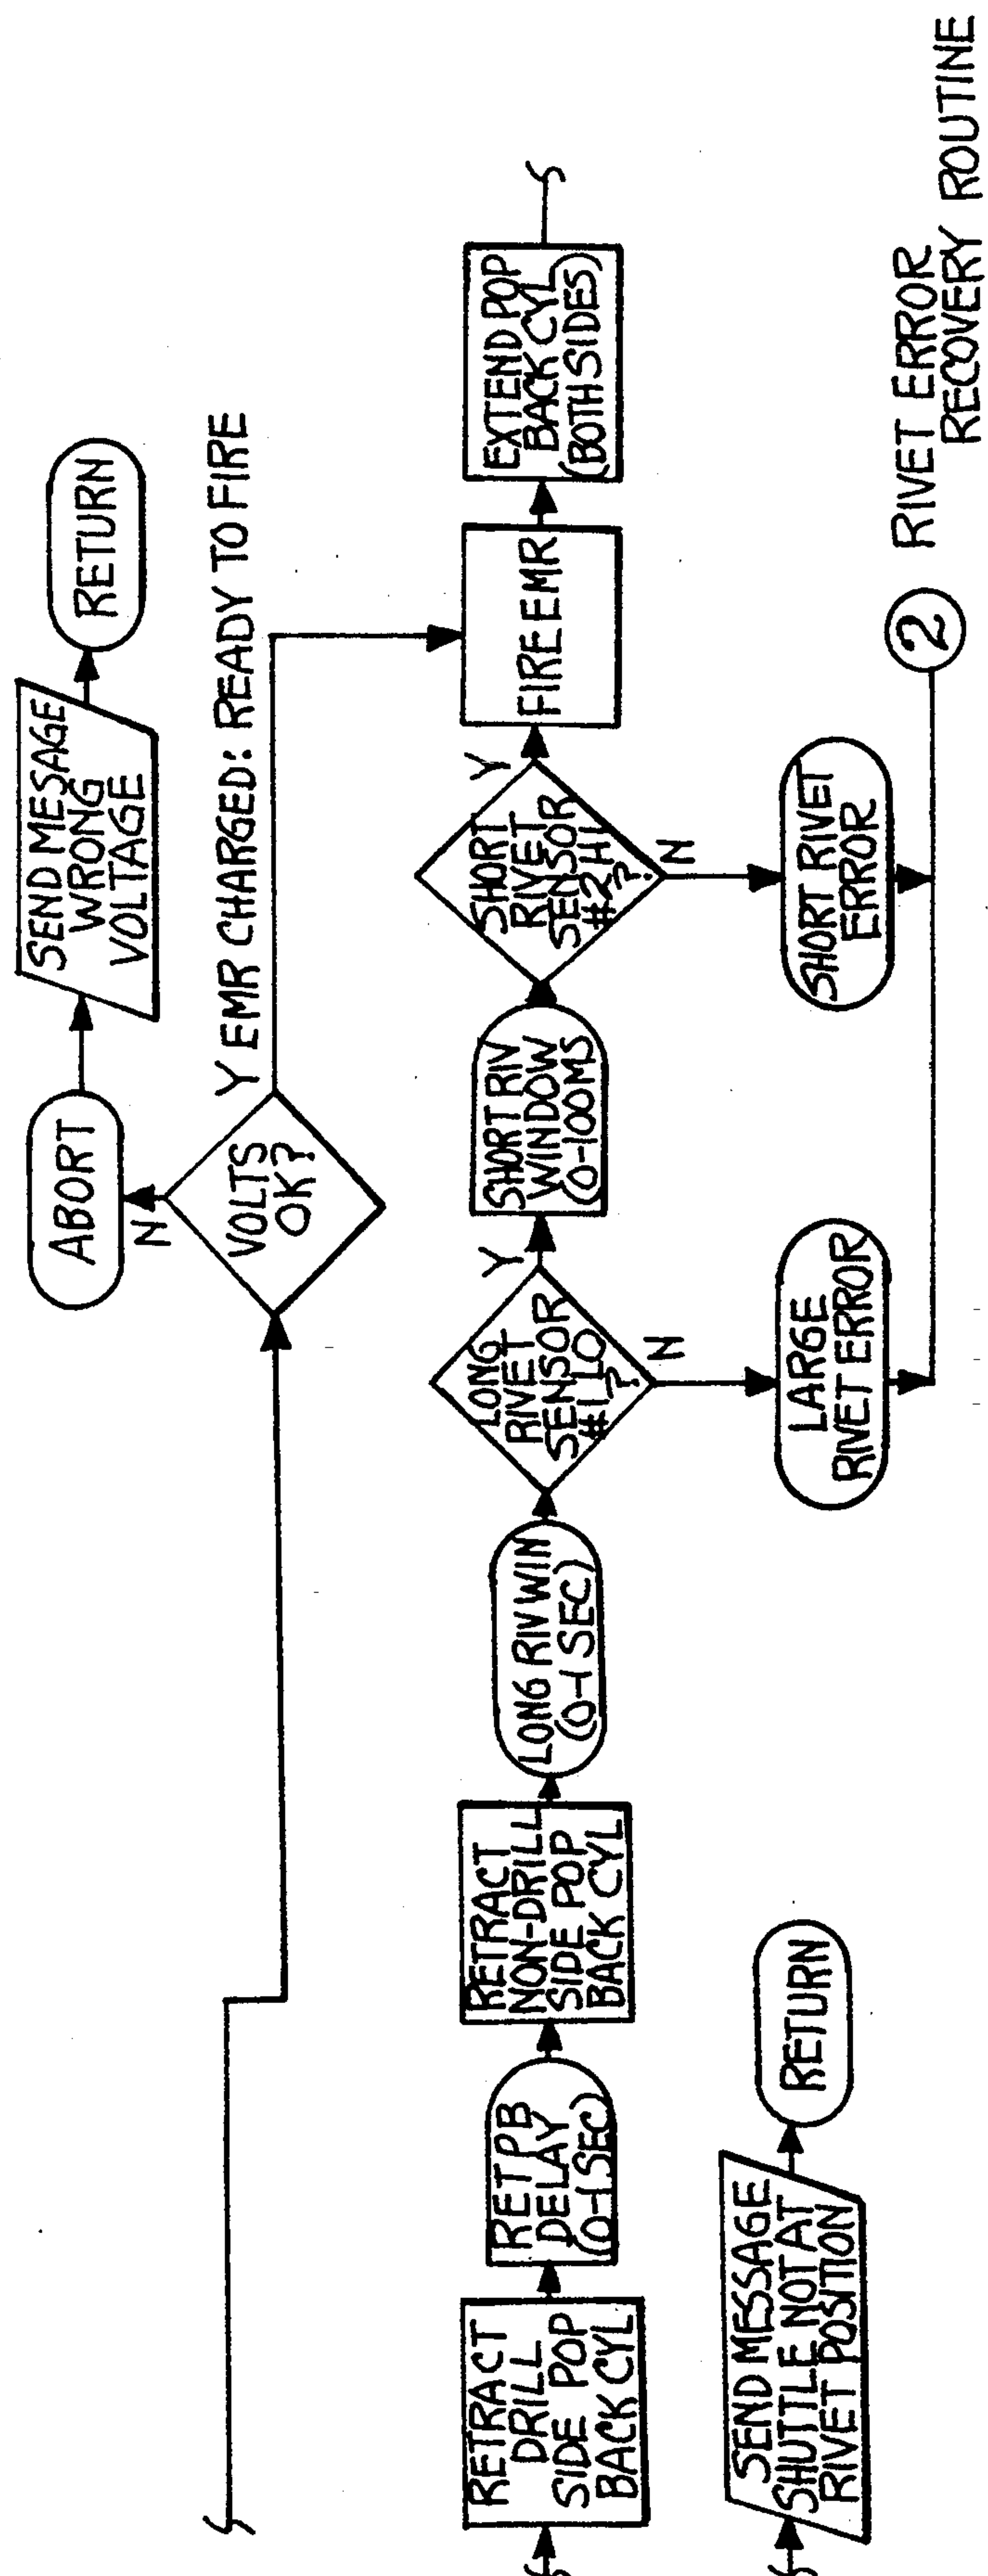 ABORT
SEND MESSAGE
WRONG
VOLTAGE
RETURN
N
VOLTS
OK?
Y EMR CHARGED: READY TO FIRE
RETRACT
DRILL
SIDE POP
BACK CYL
RET PB
DELAY
(0-1 SEC)
RETRACT
NON-DRILL
SIDE POP
BACK CYL
LONG RIV WIN
(0-1 SEC)
LONG
RIVET
SENSOR
#1 LO
?
Y
N
SHORT RIV
WINDOW
(0-100MS
SHORT
RIVET
SENSOR
#2 HI
?
Y
N
FIRE EMR
EXTEND POP
BACK CYL
(BOTH SIDES)
LARGE
RIVET ERROR
SHORT RIVET
ERROR
2
RIVET ERROR
RECOVERY ROUTINE
SEND MESSAGE
SHUTTLE NOT AT
RIVET POSITION
RETURN